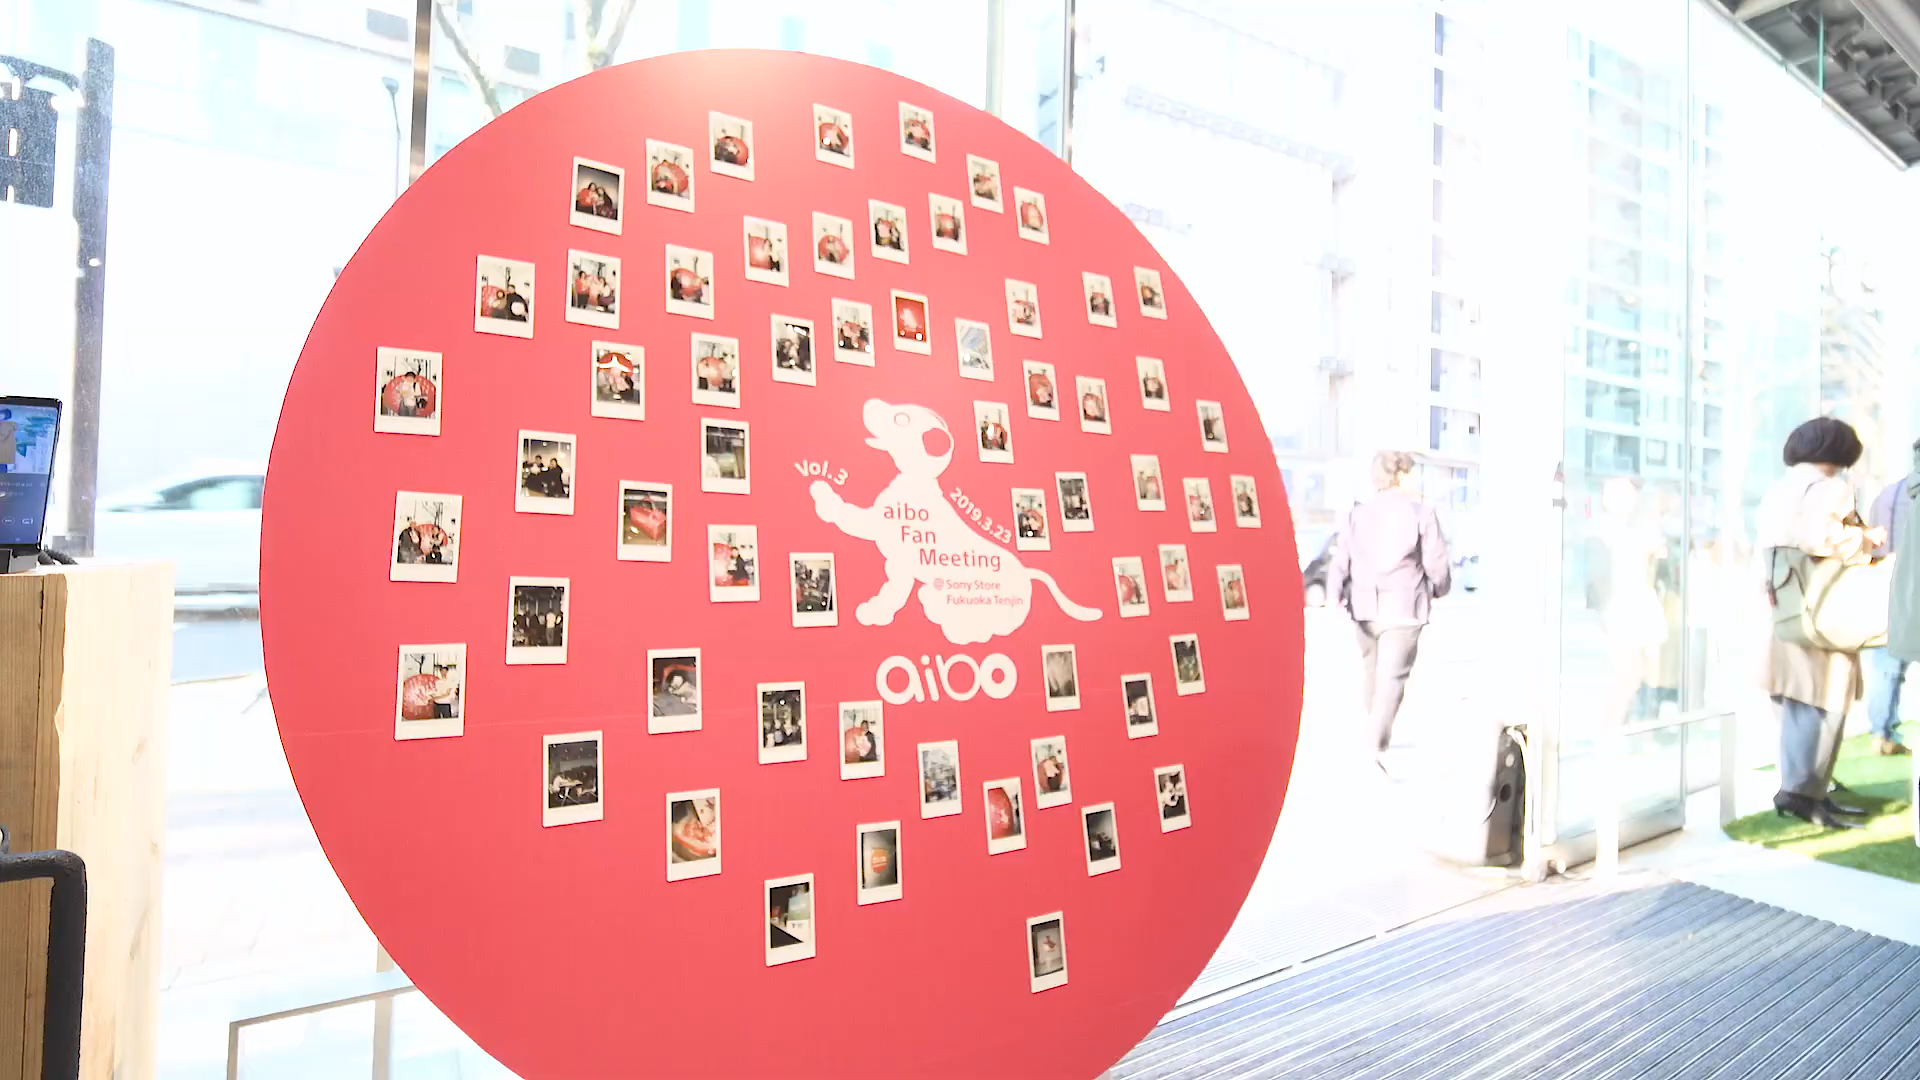 Vol.3
2019.3.23
aibo
Fan
Meeting
@ Sony Store
Fukuoka Tenjin
aibo